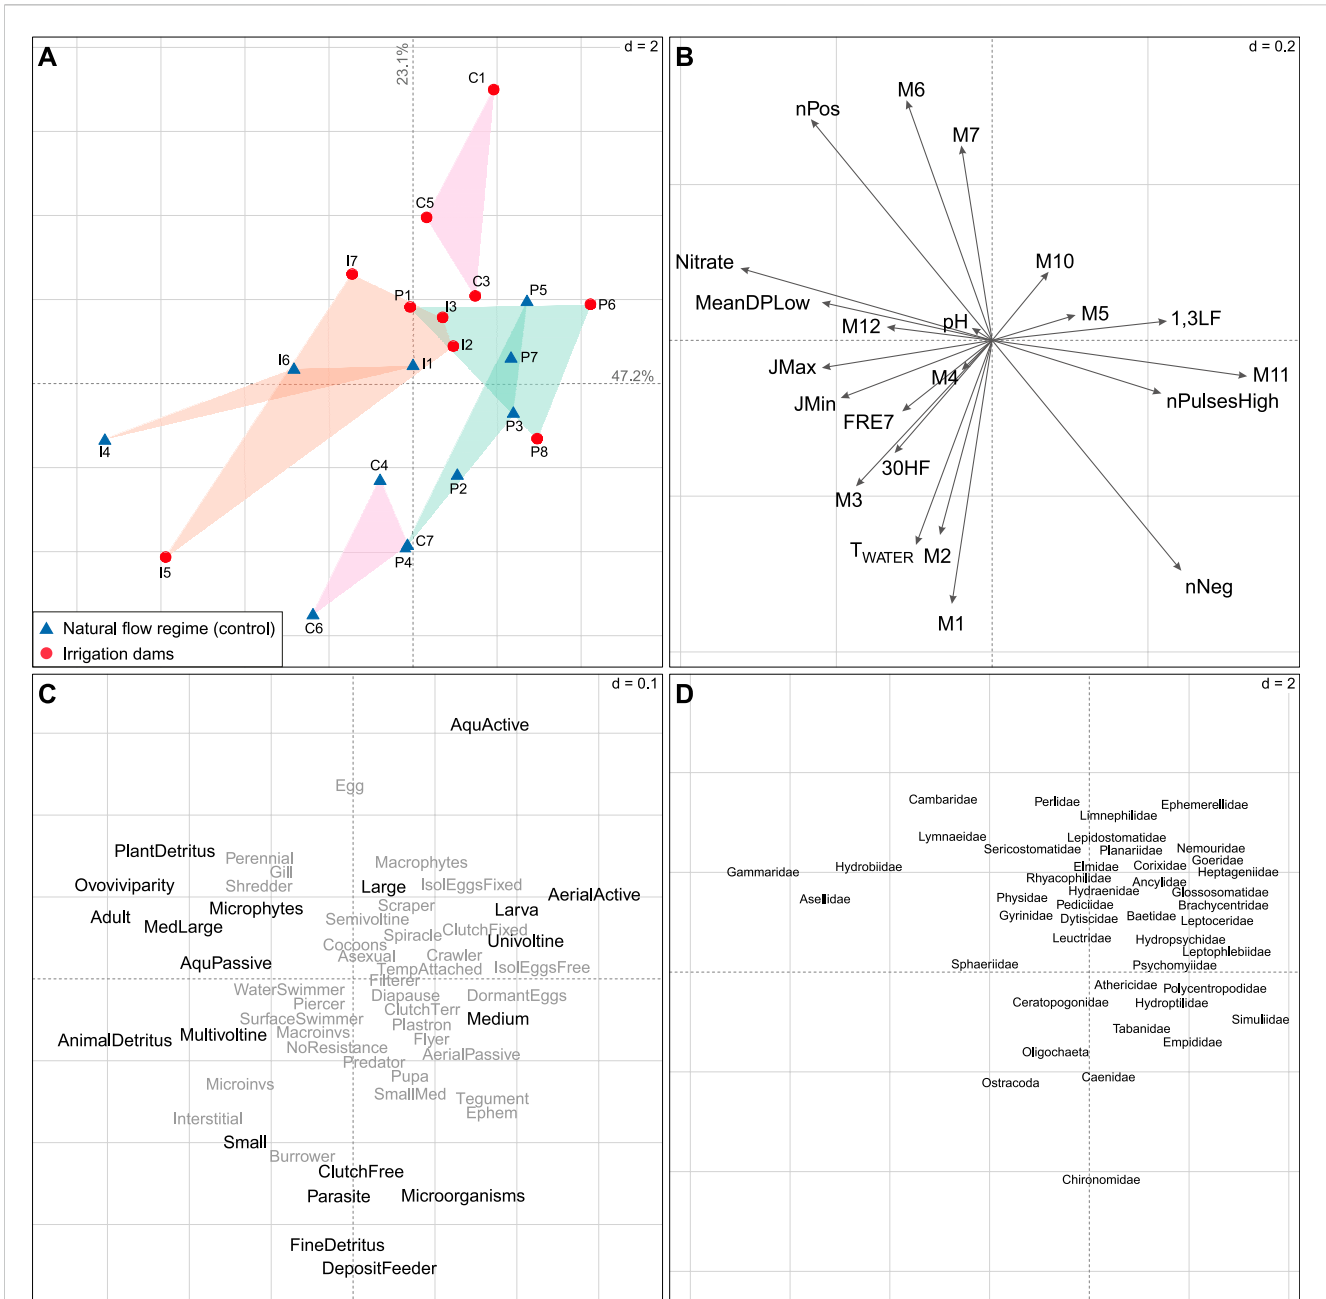 A
d = 2
23.1%
C1
C5
I7
C3
P5
P1
I3
P6
I2
P7
I6
I1
47.2%
P3
I4
P8
C4
P2
C7
P4
I5
C6
Natural flow regime (control)
Irrigation dams
B
d = 0.2
M6
nPos
M7
Nitrate
M10
MeanDPLow
M5
1,3LF
M12
pH
JMax
M4
M11
JMin
nPulsesHigh
FRE7
30HF
M3
TWATER
M2
nNeg
M1
C
d = 0.1
AquActive
Egg
PlantDetritus
Perennial
Macrophytes
Gill
Ovoviviparity
Shredder
Large
IsolEggsFixed
AerialActive
Adult
Microphytes
Scraper
Larva
MedLarge
Semivoltine
ClutchFixed
Spiracle
Univoltine
Cocoons
Asexual
Crawler
AquPassive
TempAttached
IsolEggsFree
Filterer
WaterSwimmer
Diapause
DormantEggs
Piercer
ClutchTerr
SurfaceSwimmer
Plastron
Medium
AnimalDetritus
Multivoltine
Macroinvs
Flyer
NoResistance
AerialPassive
Predator
Pupa
Microinvs
SmallMed
Tegument
Ephem
Interstitial
Small
Burrower
ClutchFree
Parasite
Microorganisms
FineDetritus
DepositFeeder
D
d = 2
Cambaridae
Perlidae
Ephemerellidae
Limnephilidae
Lymnaeidae
Lepidostomatidae
Sericostomatidae
Planariidae
Nemouridae
Goeridae
Gammaridae
Hydrobiidae
Elmidae
Corixidae
Heptageniidae
Rhyacophilidae
Ancylidae
Asellidae
Hydraenidae
Glossosomatidae
Physidae
Pediciidae
Brachycentridae
Gyrinidae
Dytiscidae
Baetidae
Leptoceridae
Leuctridae
Hydropsychidae
Leptophlebiidae
Sphaeriidae
Psychomyiidae
Athericidae
Polycentropodidae
Ceratopogonidae
Hydroptilidae
Simuliidae
Tabanidae
Empididae
Oligochaeta
Ostracoda
Caenidae
Chironomidae